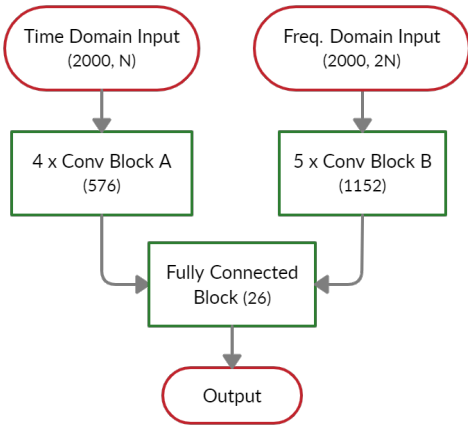 Time Domain Input
(2000, N)
Freq. Domain Input
(2000, 2N)
4 x Conv Block A
(576)
5 x Conv Block B
(1152)
Fully Connected
Block (26)
Output